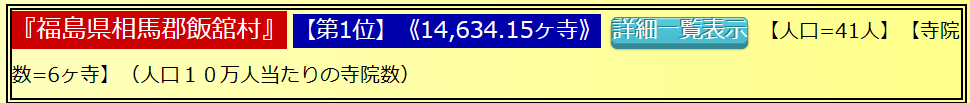 『福島県相馬郡飯舘村』 【第1位】《14,634.15ヶ寺》 詳細一覧表示 【人口=41人】【寺院
数=6ヶ寺】（人口１０万人当たりの寺院数）